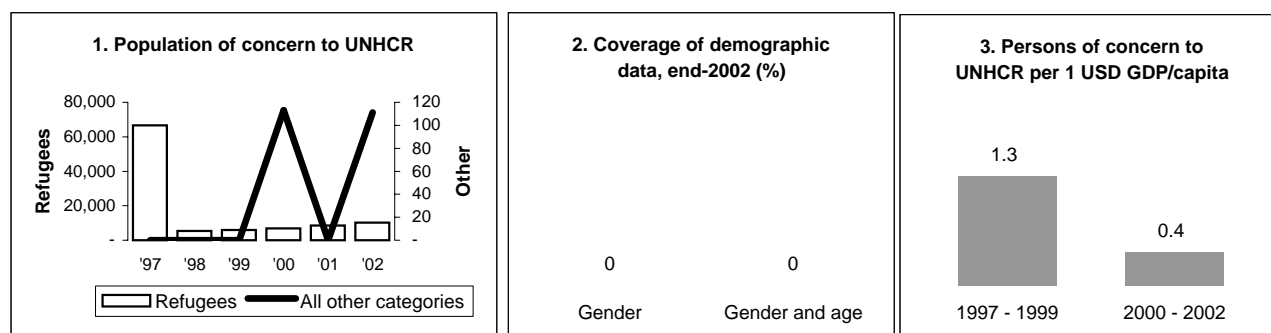 1. Population of concern to UNHCR
80,000
60,000
40,000
20,000
-
Refugees
120
100
80
60
40
20
-
Other
'97 '98 '99 '00 '01 '02
Refugees All other categories
2. Coverage of demographic
data, end-2002 (%)
0 0
Gender Gender and age
3. Persons of concern to
UNHCR per 1 USD GDP/capita
1.3
0.4
1997 - 1999 2000 - 2002